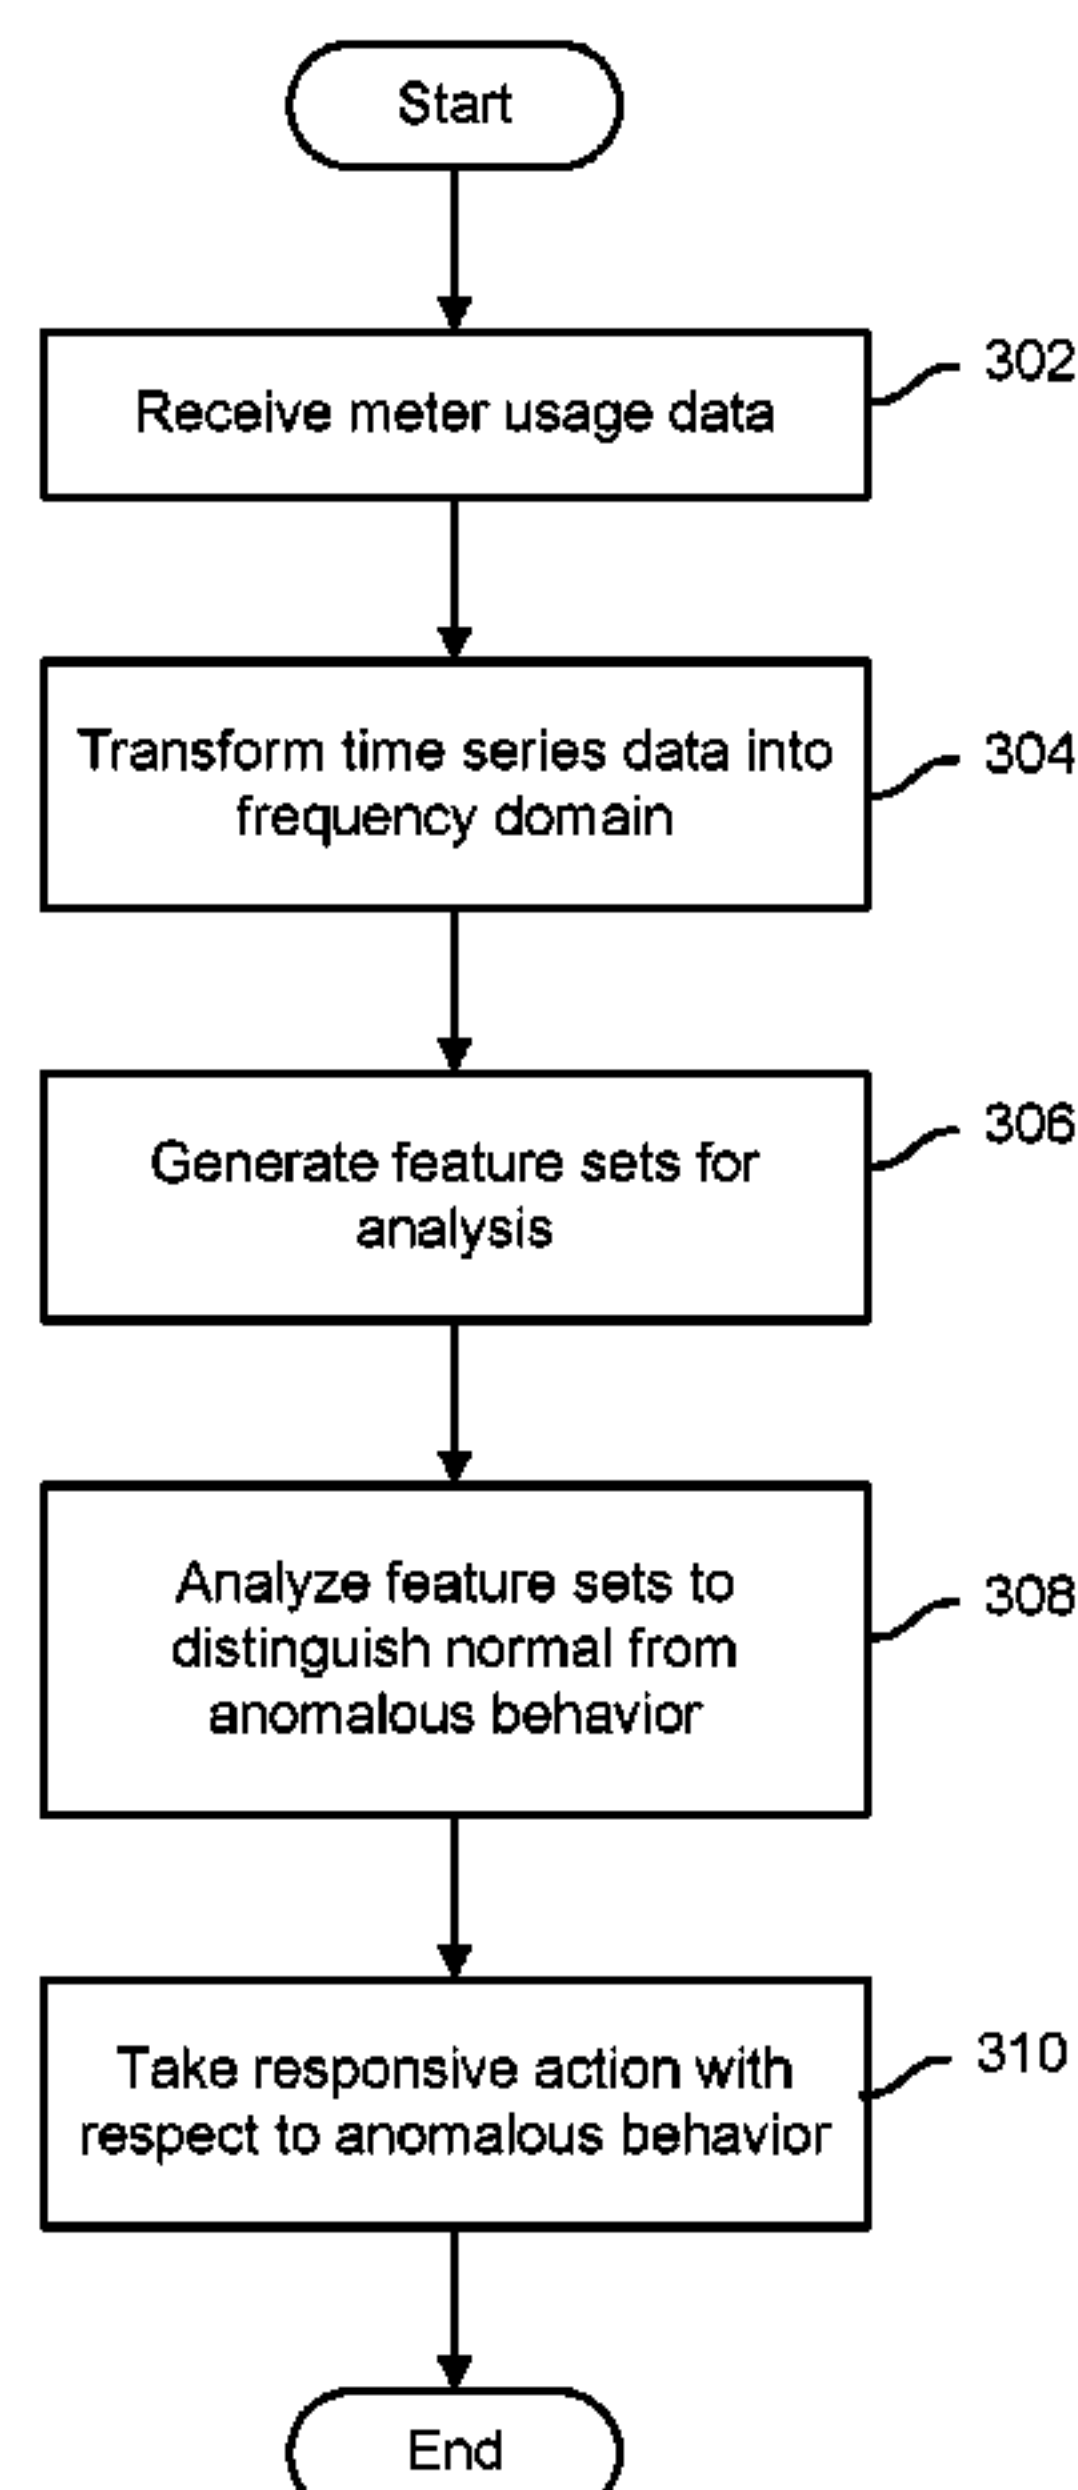 Start
Receive meter usage data
302
Transform time series data into
frequency domain
304
Generate feature sets for
analysis
306
Analyze feature sets to
distinguish normal from
anomalous behavior
308
Take responsive action with
respect to anomalous behavior
310
End